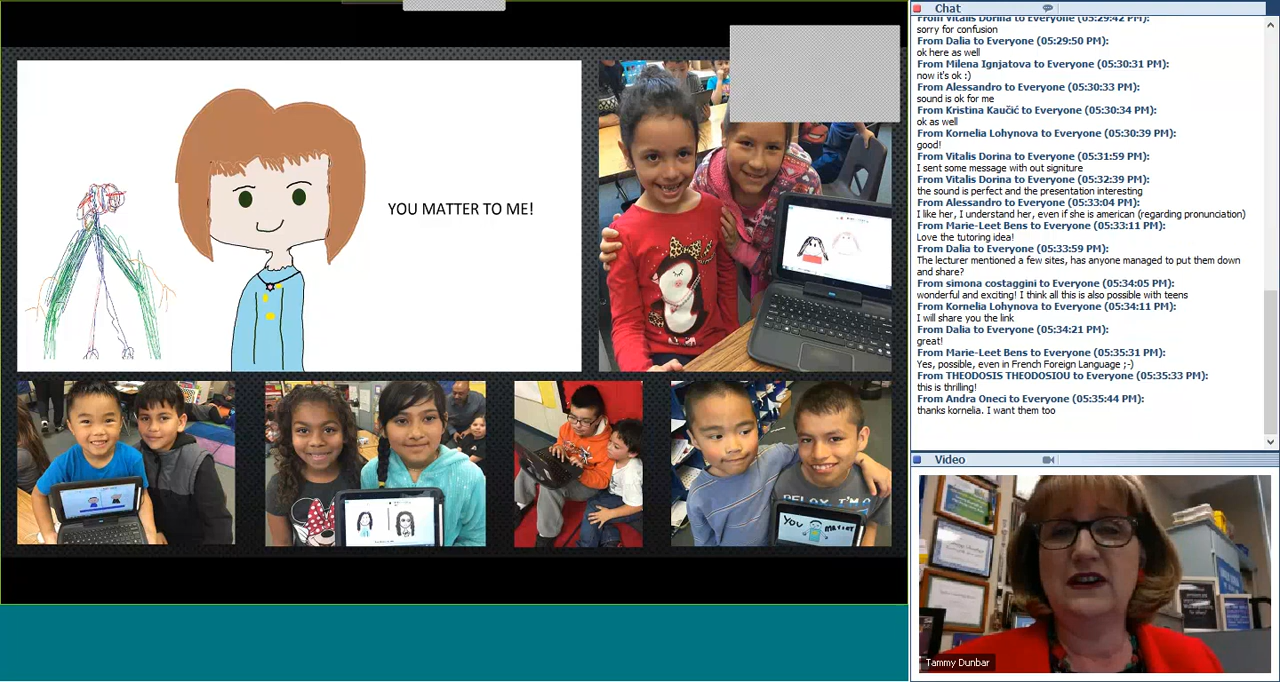 YOU MATTER TO ME!
YOU MATTER
RELAX I'M
Chat
From Vitalis Dorina to Everyone (05:29:42 PM):
sorry for confusion
From Dalia to Everyone (05:29:50 PM):
ok here as well
From Milena Ignjatova to Everyone (05:30:31 PM):
now it's ok :)
From Alessandro to Everyone (05:30:33 PM):
sound is ok for me
From Kristina Kaučić to Everyone (05:30:34 PM):
ok as well
From Kornelia Lohynova to Everyone (05:30:39 PM):
good!
From Vitalis Dorina to Everyone (05:31:59 PM):
I sent some message with out signiture
From Vitalis Dorina to Everyone (05:32:39 PM):
the sound is perfect and the presentation interesting
From Alessandro to Everyone (05:33:04 PM):
I like her, I understand her, even if she is american (regarding pronunciation)
From Marie-Leet Bens to Everyone (05:33:11 PM):
Love the tutoring idea!
From Dalia to Everyone (05:33:59 PM):
The lecturer mentioned a few sites, has anyone managed to put them down
and share?
From simona costaggini to Everyone (05:34:05 PM):
wonderful and exciting! I think all this is also possible with teens
From Kornelia Lohynova to Everyone (05:34:11 PM):
I will share you the link
From Dalia to Everyone (05:34:21 PM):
great!
From Marie-Leet Bens to Everyone (05:35:31 PM):
Yes, possible, even in French Foreign Language ;-)
From THEODOSIS THEODOSIOU to Everyone (05:35:33 PM):
this is thrilling!
From Andra Oneci to Everyone (05:35:44 PM):
thanks kornelia. I want them too
Video
Tammy Dunbar